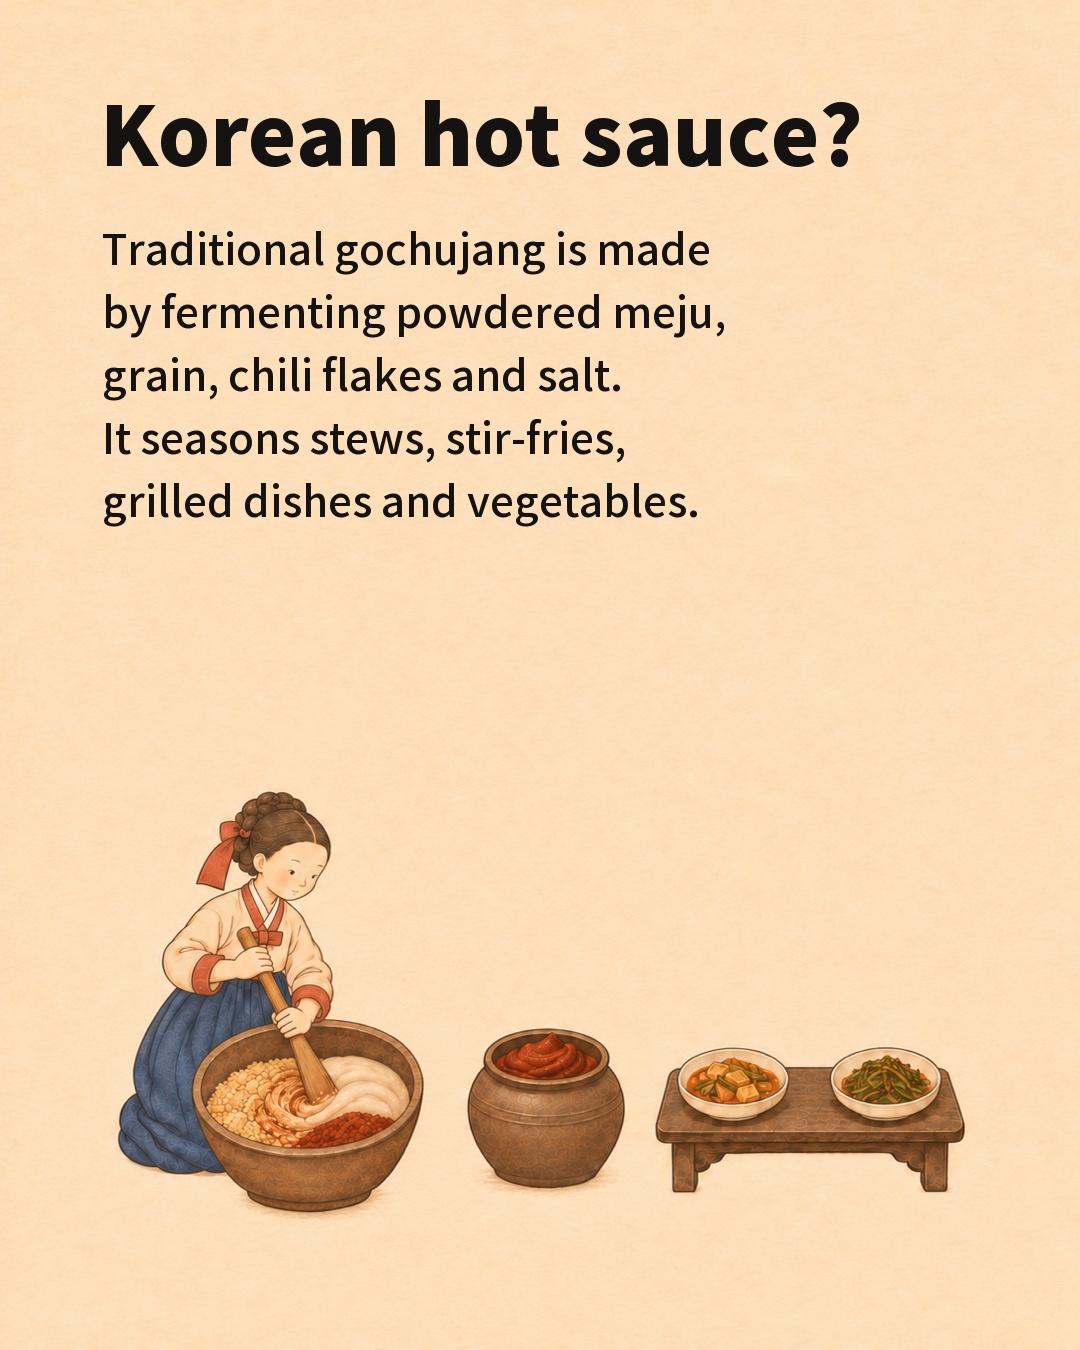 Korean hot sauce?
Traditional gochujang is made
by fermenting powdered meju,
grain, chili flakes and salt.
It seasons stews, stir-fries,
grilled dishes and vegetables.